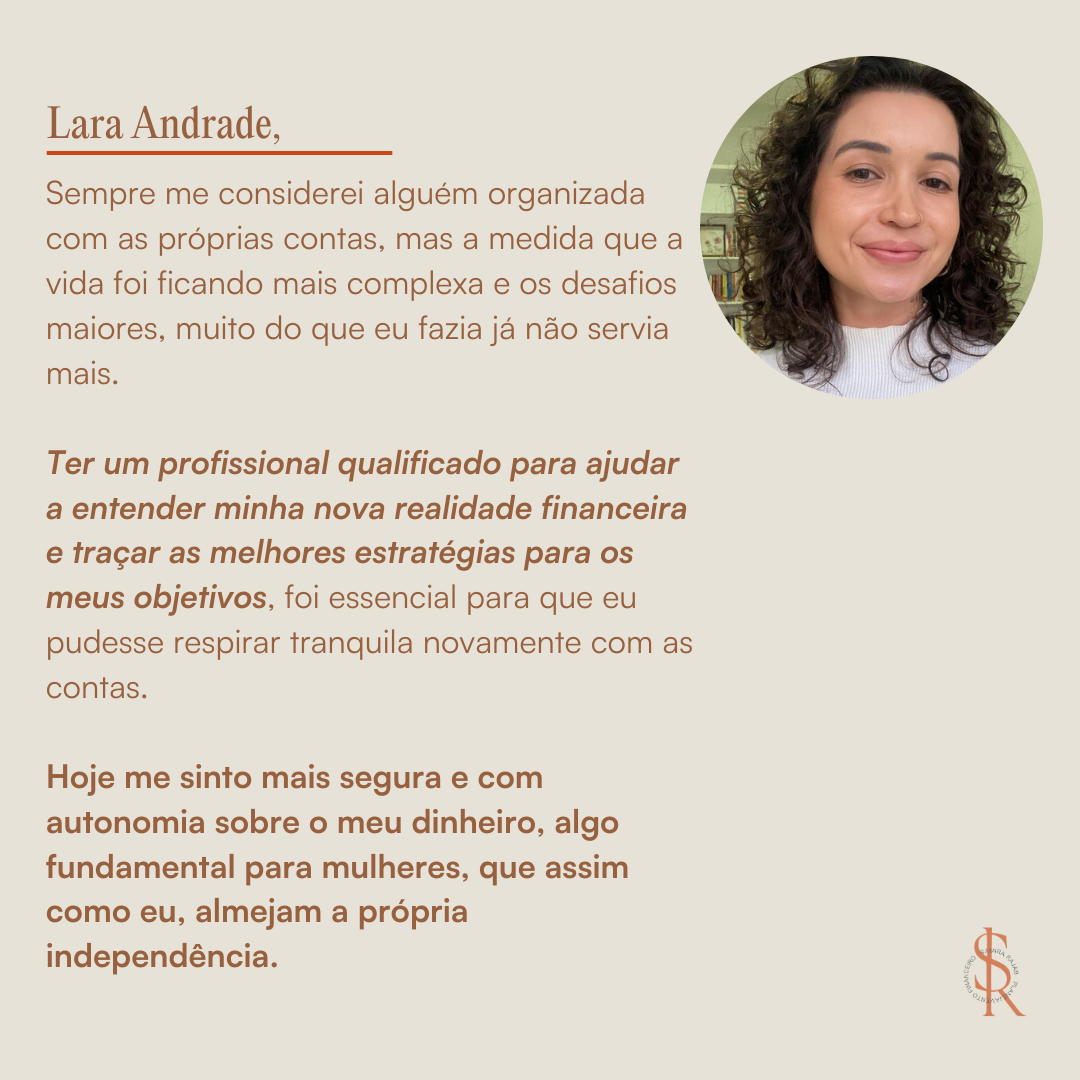 Lara Andrade,
Sempre me considerei alguém organizada
com as próprias contas, mas a medida que a
vida foi ficando mais complexa e os desafios
maiores, muito do que eu fazia já não servia
mais.
Ter um profissional qualificado para ajudar
a entender minha nova realidade financeira
e traçar as melhores estratégias para os
meus objetivos, foi essencial para que eu
pudesse respirar tranquila novamente com as
contas.
Hoje me sinto mais segura e com
autonomia sobre o meu dinheiro, algo
fundamental para mulheres, que assim
como eu, almejam a própria
independência.
SR
RAJAB
PLANEJAMENTO FINANCEIRO